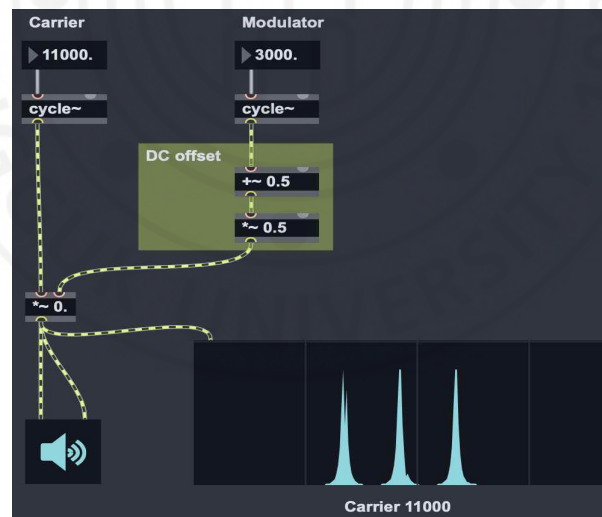 Carrier
Modulator
11000.
3000.
cycle~
cycle~
DC offset
+~ 0.5
*~ 0.5
*~ 0.
Carrier 11000